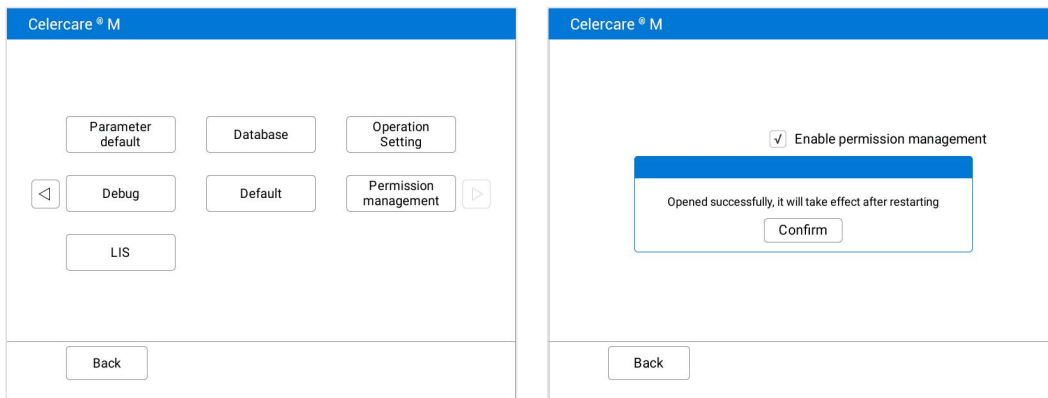 Celercare ® M
Parameter
default
Database
Operation
Setting
Debug
Default
Permission
management
LIS
Back
Celercare ® M
√ Enable permission management
Opened successfully, it will take effect after restarting
Confirm
Back